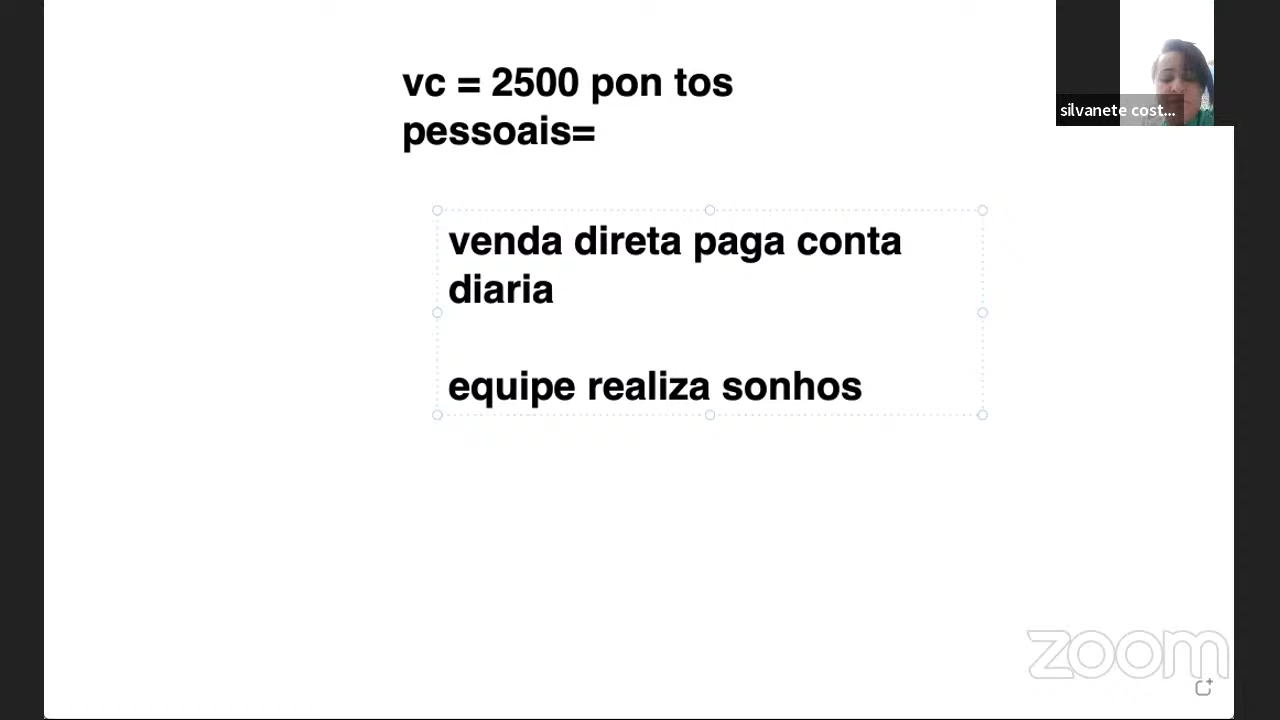 vc = 2500 pon tos
pessoais=
silvanete cost...
venda direta paga conta
diaria
equipe realiza sonhos
zoom